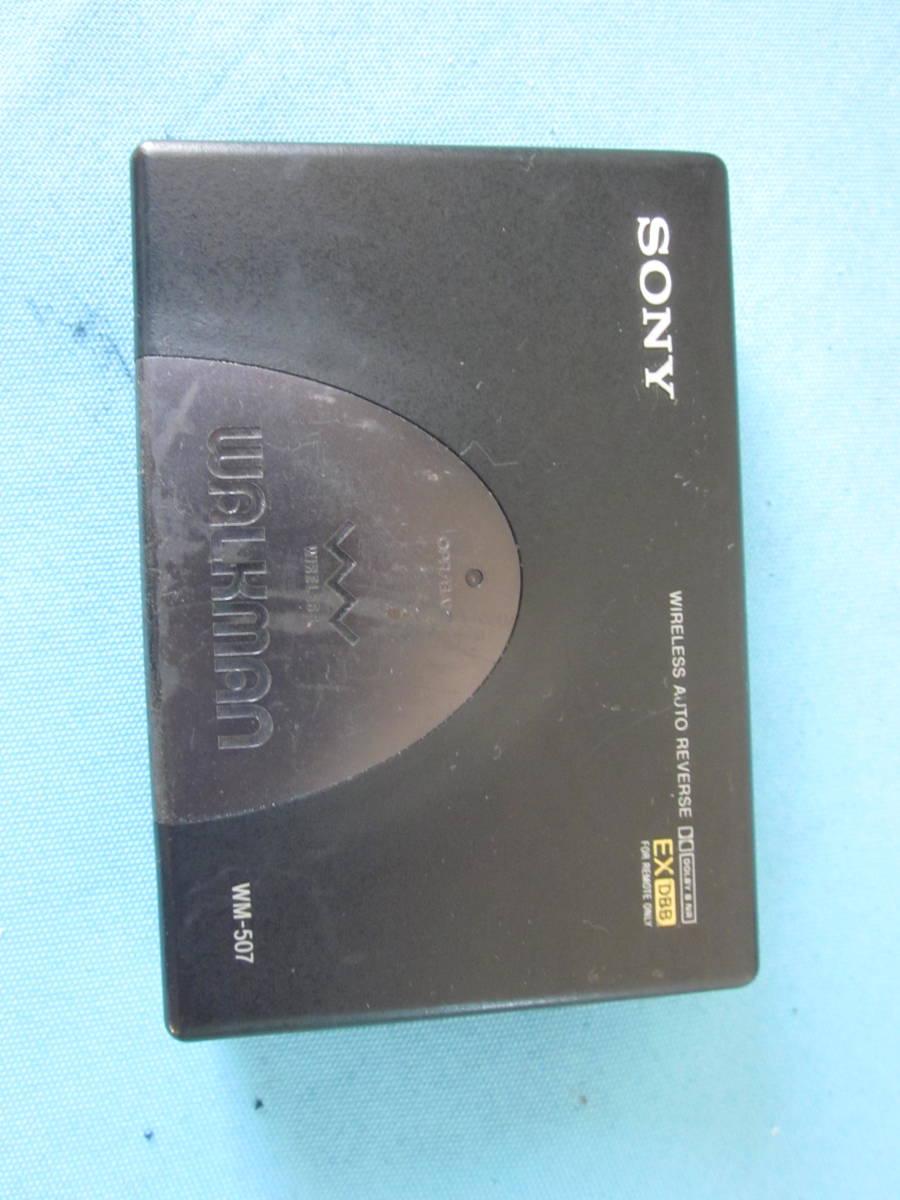 SONY
WIRELESS AUTO REVERSE DOLBY B NR
EX DBB
FOR REMOTE ONLY
WALKMAN
WM-507